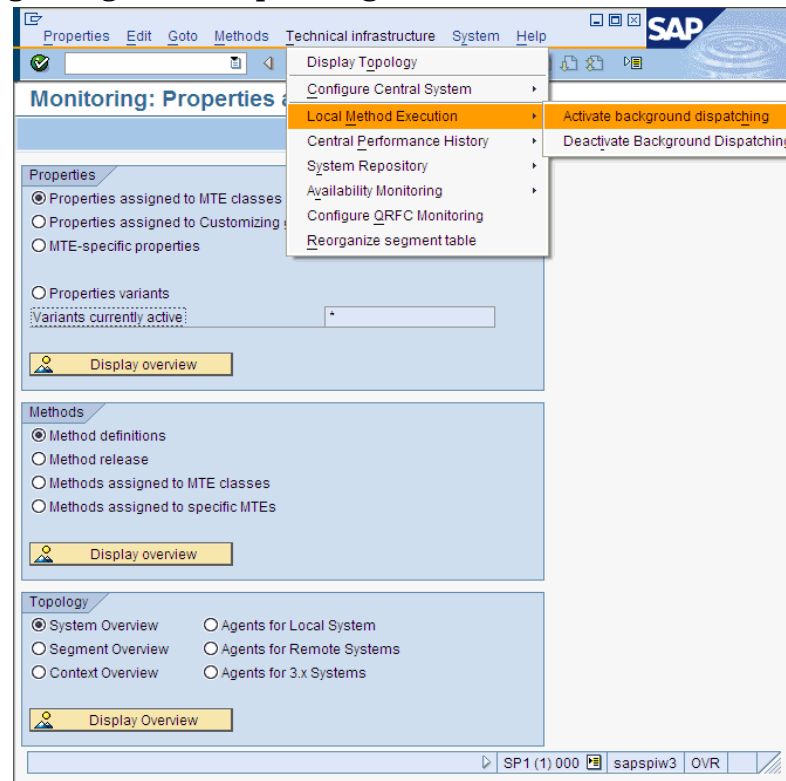 Properties Edit Goto Methods Technical infrastructure System Help
SAP
Display Topology
Configure Central System
Monitoring: Properties
Local Method Execution
Activate background dispatching
Central Performance History
Deactivate Background Dispatching
System Repository
Availability Monitoring
Configure QRFC Monitoring
Reorganize segment table
Properties
Properties assigned to MTE classes
Properties assigned to Customizing
MTE-specific properties
Properties variants
Variants currently active *
Display overview
Methods
Method definitions
Method release
Methods assigned to MTE classes
Methods assigned to specific MTEs
Display overview
Topology
System Overview Agents for Local System
Segment Overview Agents for Remote Systems
Context Overview Agents for 3.x Systems
Display Overview
SP1 (1) 000 sapspiw3 OVR